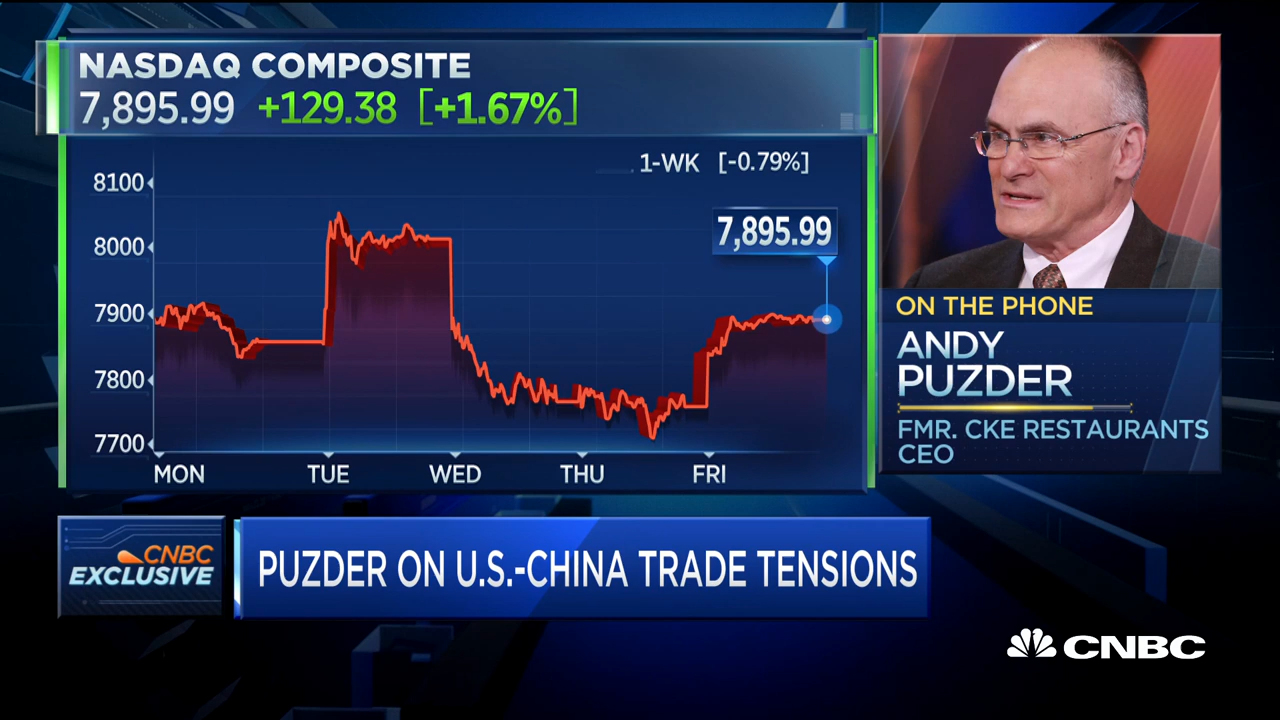 NASDAQ COMPOSITE
7,895.99 +129.38 [+1.67%]
1-WK [-0.79%]
8100
8000
7900
7800
7700
7,895.99
MON TUE WED THU FRI
ON THE PHONE
ANDY
PUZDER
FMR. CKE RESTAURANTS
CEO
CNBC
EXCLUSIVE
PUZDER ON U.S.-CHINA TRADE TENSIONS
CNBC